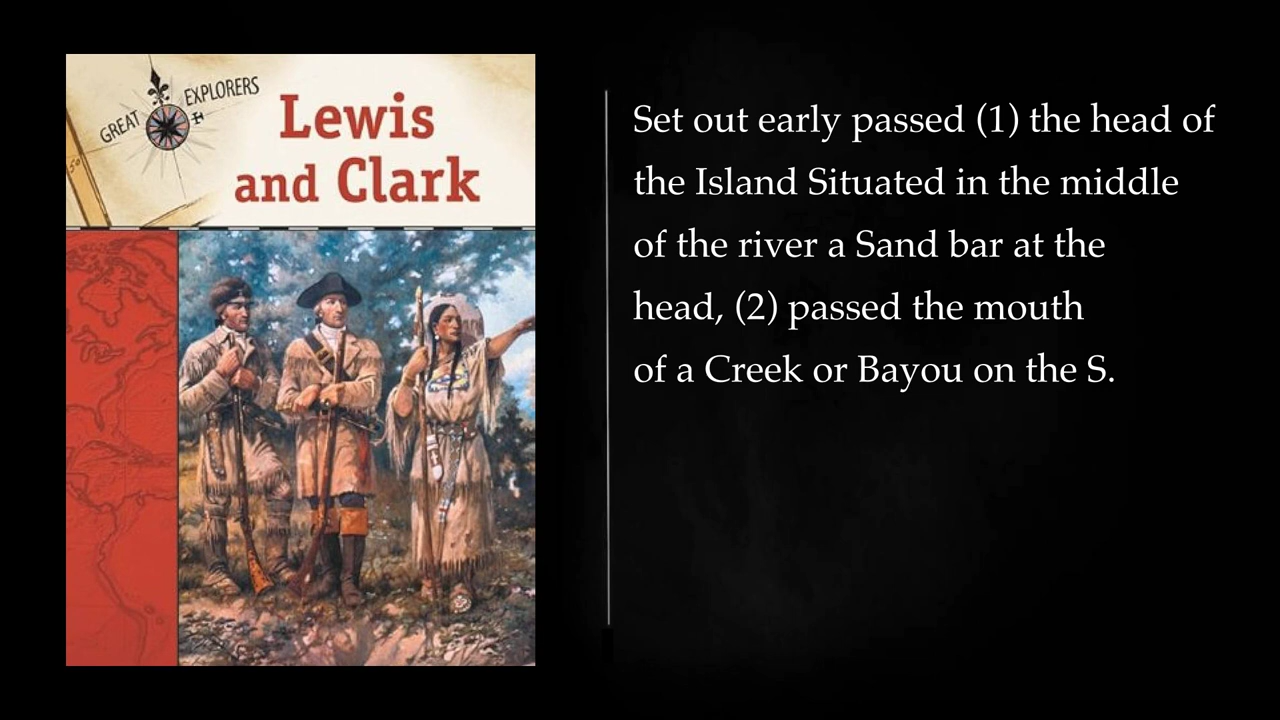 GREAT EXPLORERS
Lewis
and Clark
50
Set out early passed (1) the head of
the Island Situated in the middle
of the river a Sand bar at the
head, (2) passed the mouth
of a Creek or Bayou on the S.